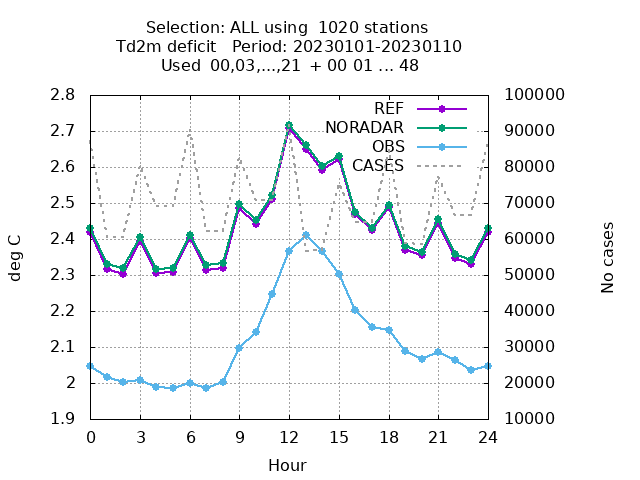 Selection: ALL using  1020 stations
Td2m deficit   Period: 20230101-20230110
Used  00,03,...,21  + 00 01 ... 48
2.8
2.7
2.6
2.5
2.4
2.3
2.2
2.1
2
1.9
deg C
REF
NORADAR
OBS
CASES
100000
90000
80000
70000
60000
50000
40000
30000
20000
10000
No cases
0 3 6 9 12 15 18 21 24
Hour